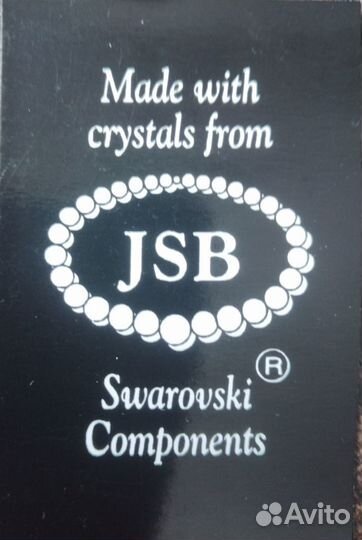 Made with
crystals from
JSB
®
Swarovski
Components
Avito